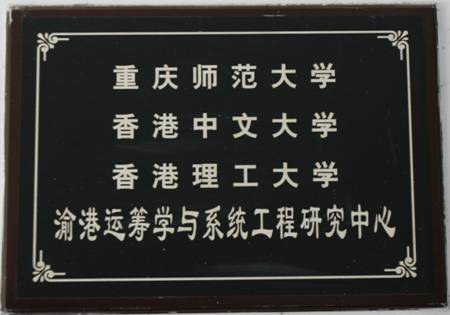 重庆师范大学
香港中文大学
香港理工大学
渝港运筹学与系统工程研究中心